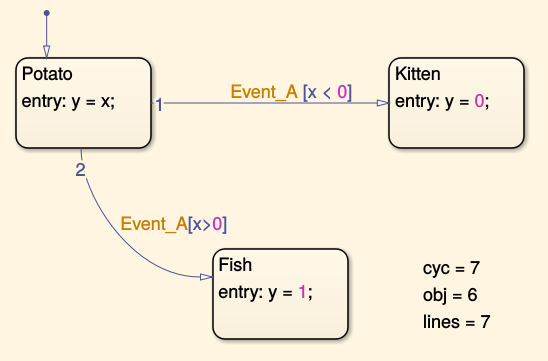 Potato
entry: y = x;
1
Event_A [x < 0]
Kitten
entry: y = 0;
2
Event_A[x>0]
Fish
entry: y = 1;
cyc = 7
obj = 6
lines = 7